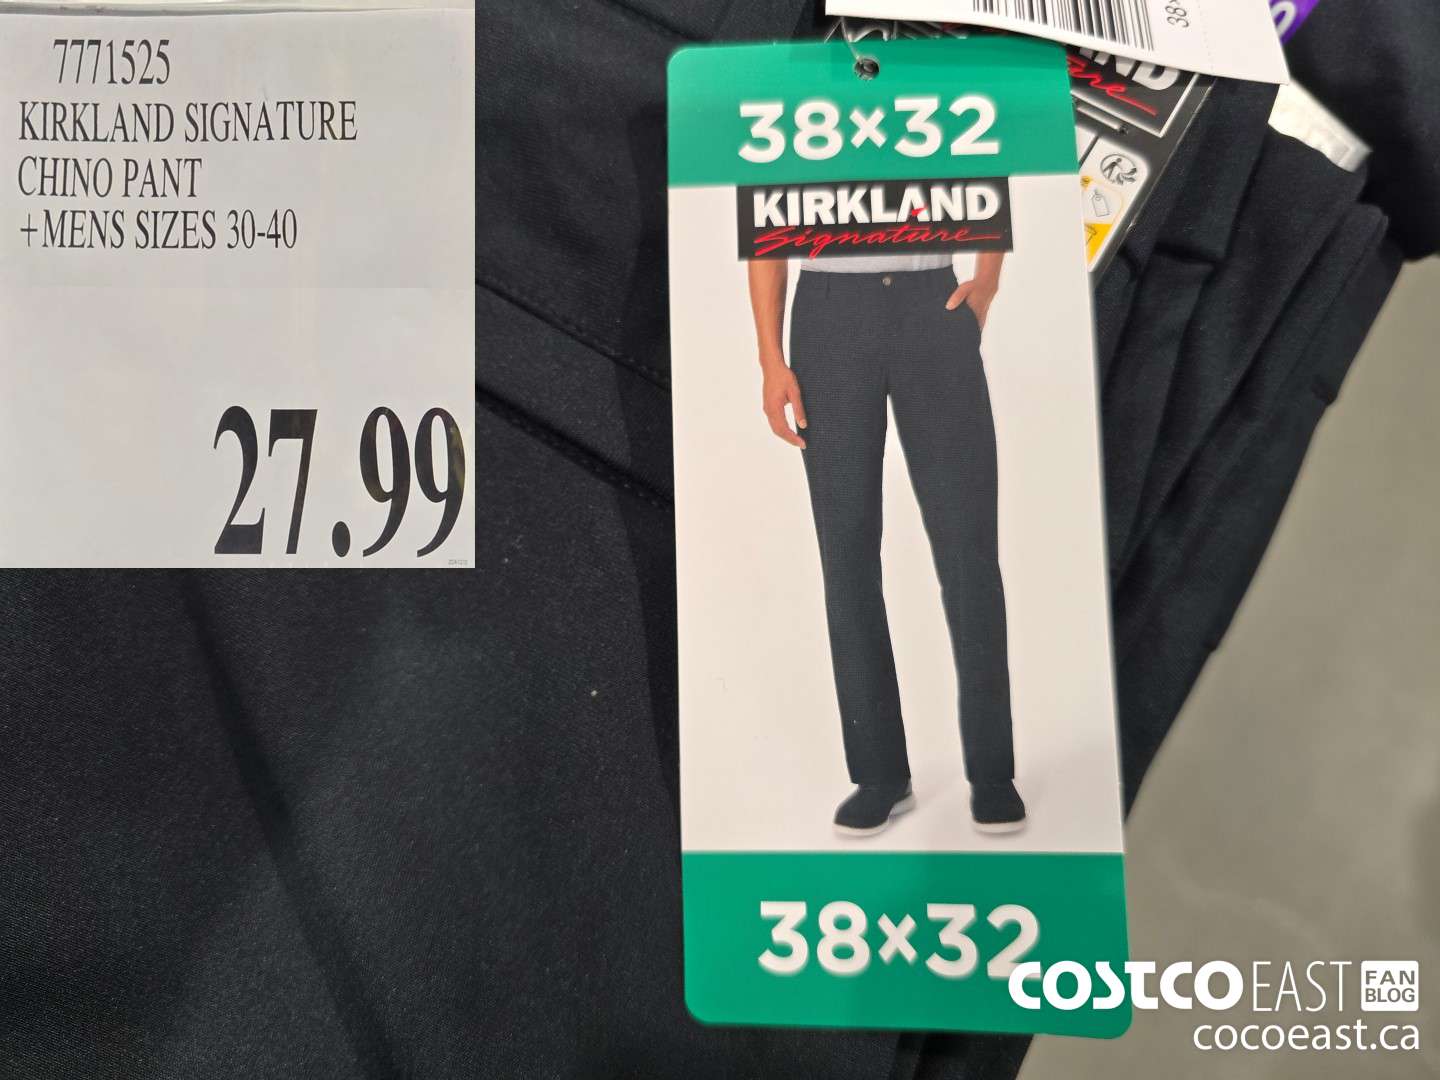 7771525
KIRKLAND SIGNATURE
CHINO PANT
+MENS SIZES 30-40
27.99
38×32
KIRKLAND
Signature
38×32
COSTCO EAST FAN BLOG
cocoeast.ca